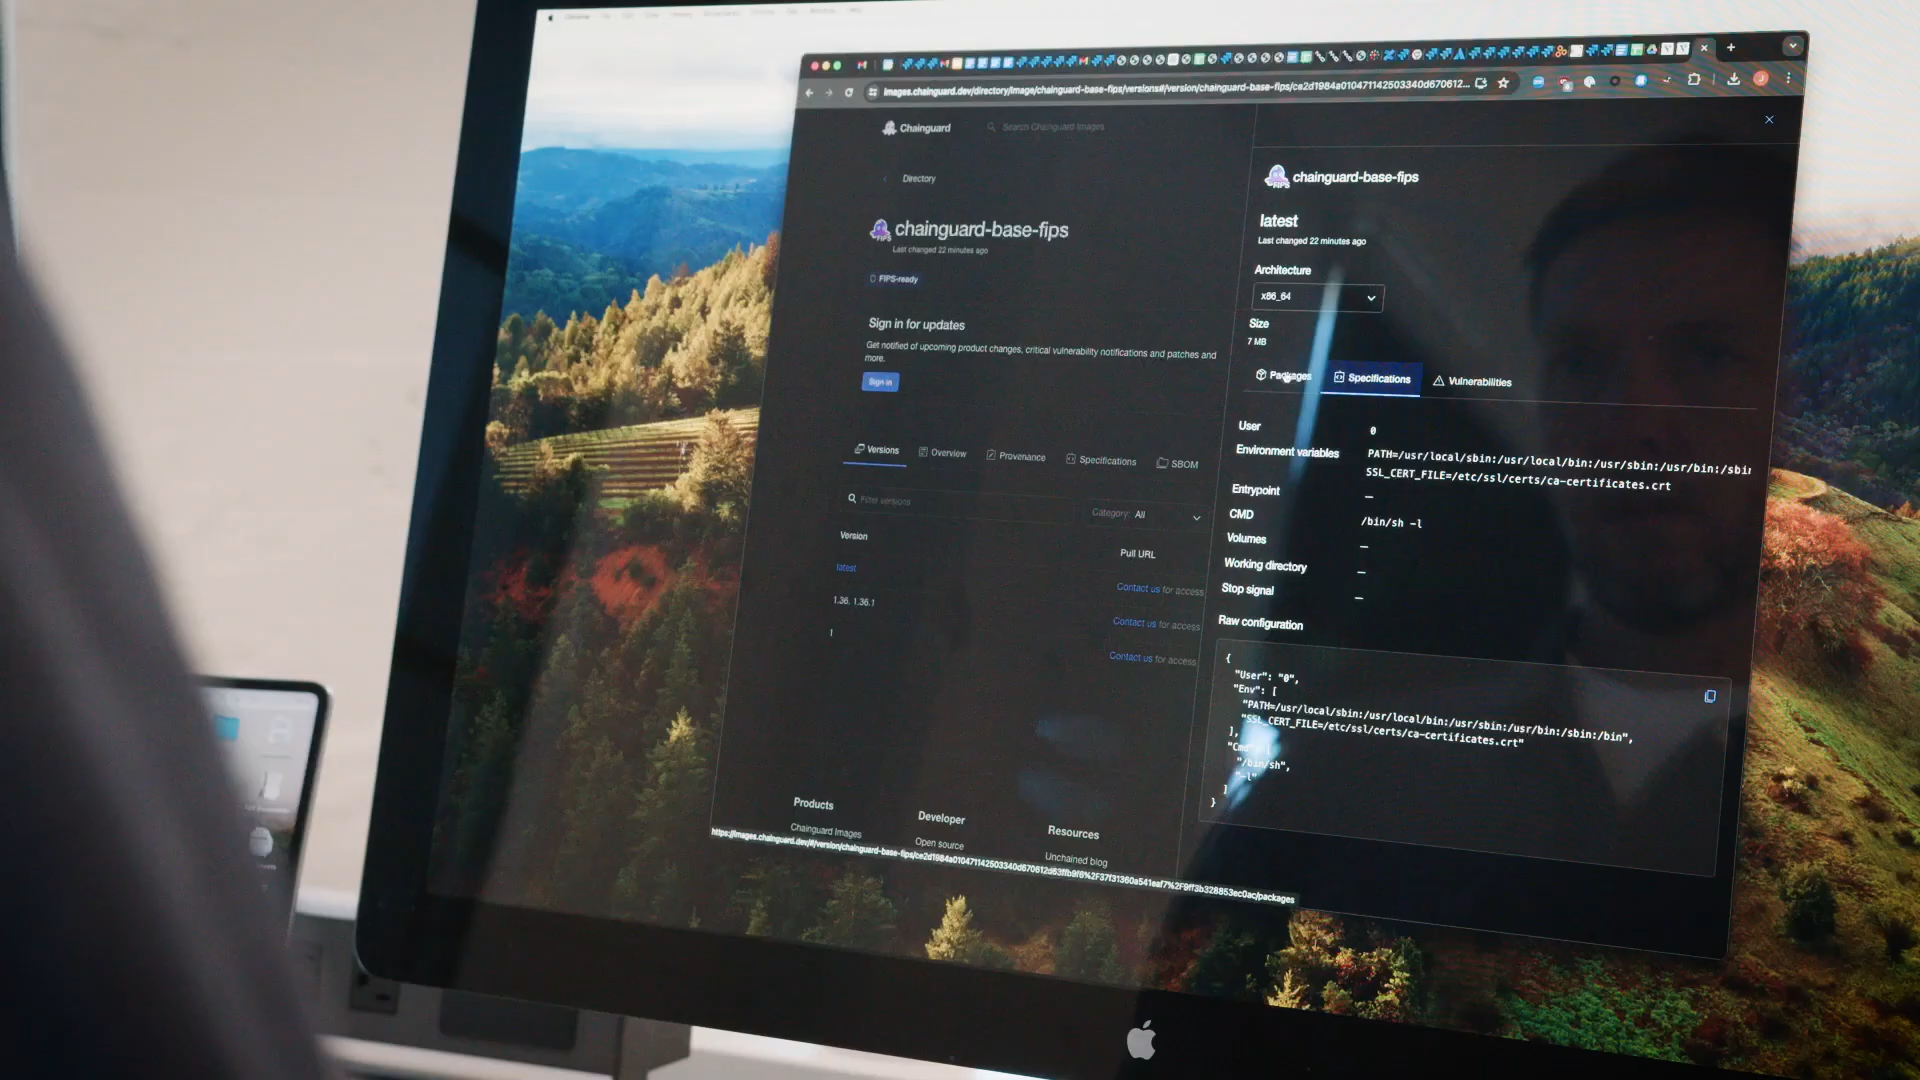 images.chainguard.dev/directory/image/chainguard-base-fips/versions#/version/chainguard-base-fips/ce2d1984a010471142503340d670612...
Chainguard
Search Chainguard Images
Directory
chainguard-base-fips
Last changed 22 minutes ago
FIPS-ready
Sign in for updates
Get notified of upcoming product changes, critical vulnerability notifications and patches and
more.
Sign in
Versions
Overview
Provenance
Specifications
SBOM
Filter versions
Category: All
Version
Pull URL
latest
Contact us for access
1.36, 1.36.1
Contact us for access
1
Contact us for access
Products
Developer
Resources
Chainguard Images
Open source
Unchained blog
FIPS
chainguard-base-fips
latest
Last changed 22 minutes ago
Architecture
x86_64
Size
7 MB
Packages
Specifications
Vulnerabilities
User
0
Environment variables
PATH=/usr/local/sbin:/usr/local/bin:/usr/sbin:/usr/bin:/sbin
SSL_CERT_FILE=/etc/ssl/certs/ca-certificates.crt
Entrypoint
—
CMD
/bin/sh -l
Volumes
—
Working directory
—
Stop signal
—
Raw configuration
{
"User": "0",
"Env": [
"PATH=/usr/local/sbin:/usr/local/bin:/usr/sbin:/usr/bin:/sbin:/bin",
"SSL_CERT_FILE=/etc/ssl/certs/ca-certificates.crt"
],
"Cmd": [
"/bin/sh",
"-l"
]
}